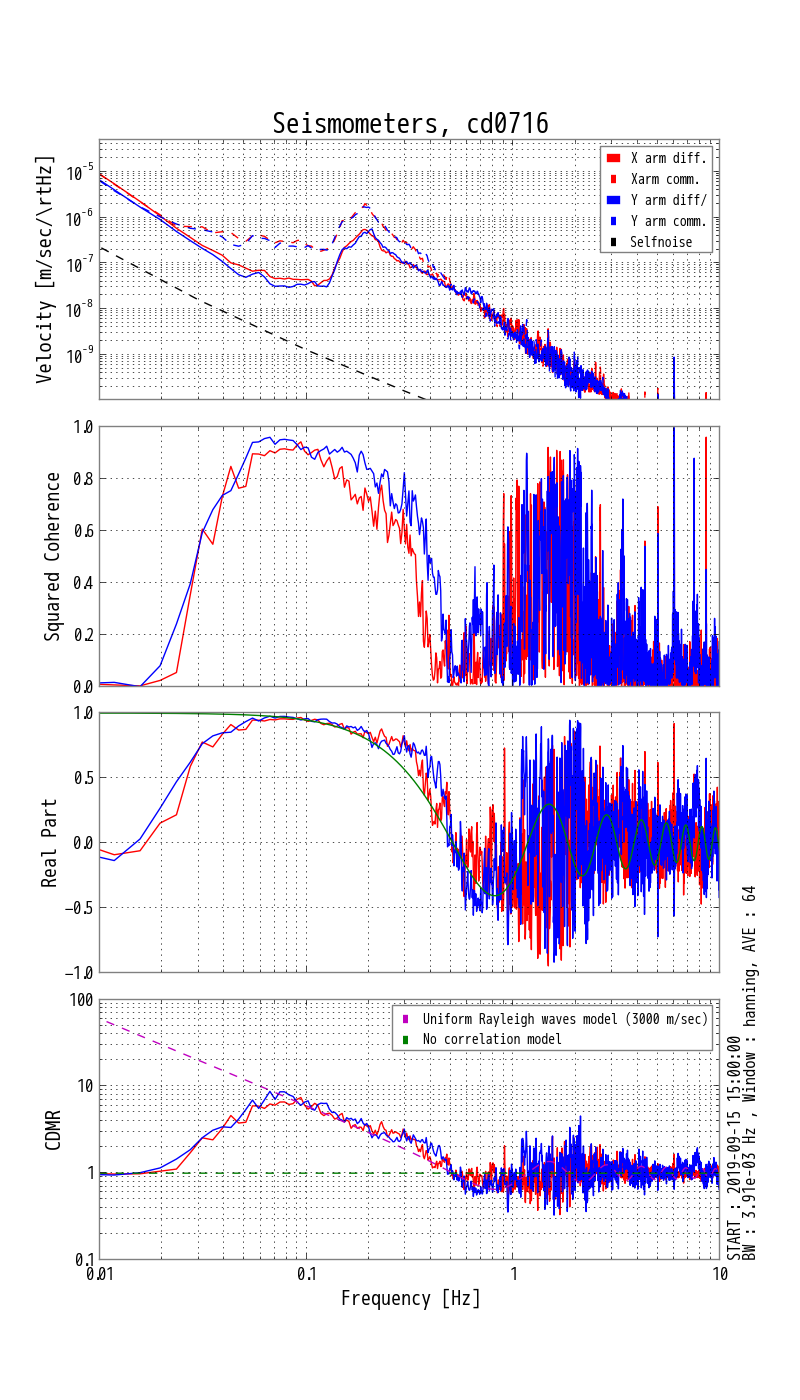 Seismometers, cd0716
Velocity [m/sec/\rtHz]
10^-5
10^-6
10^-7
10^-8
10^-9
X arm diff.
Xarm comm.
Y arm diff/
Y arm comm.
Selfnoise
Squared Coherence
1.0
0.8
0.6
0.4
0.2
0.0
Real Part
1.0
0.5
0.0
−0.5
−1.0
CDMR
100
10
1
0.1
Uniform Rayleigh waves model (3000 m/sec)
No correlation model
0.01
0.1
1
10
Frequency [Hz]
START : 2019-09-15 15:00:00
BW : 3.91e-03 Hz , Window : hanning, AVE : 64